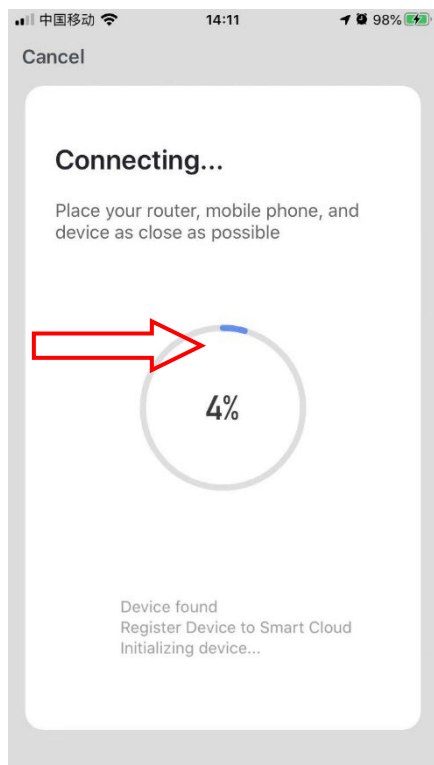 中国移动 14:11 98%
Cancel
Connecting...
Place your router, mobile phone, and
device as close as possible
4%
Device found
Register Device to Smart Cloud
Initializing device...